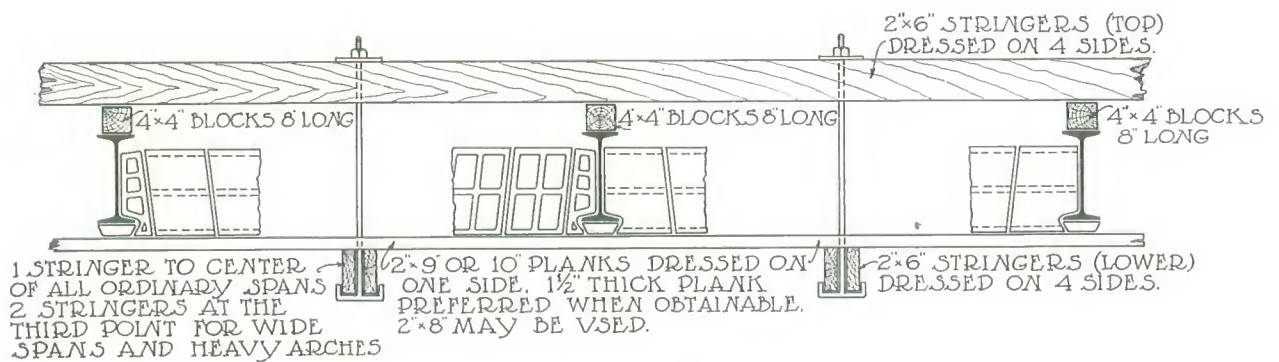 2"×6" STRINGERS (TOP)
DRESSED ON 4 SIDES.
4"×4" BLOCKS 8" LONG
4"×4" BLOCKS 8" LONG
4"×4" BLOCKS
8" LONG
1 STRINGER TO CENTER
OF ALL ORDINARY SPANS
2 STRINGERS AT THE
THIRD POINT FOR WIDE
SPANS AND HEAVY ARCHES
2"×9" OR 10" PLANKS DRESSED ON
ONE SIDE. 1½" THICK PLANK
PREFERRED WHEN OBTAINABLE.
2"×8" MAY BE USED.
2"×6" STRINGERS (LOWER)
DRESSED ON 4 SIDES.